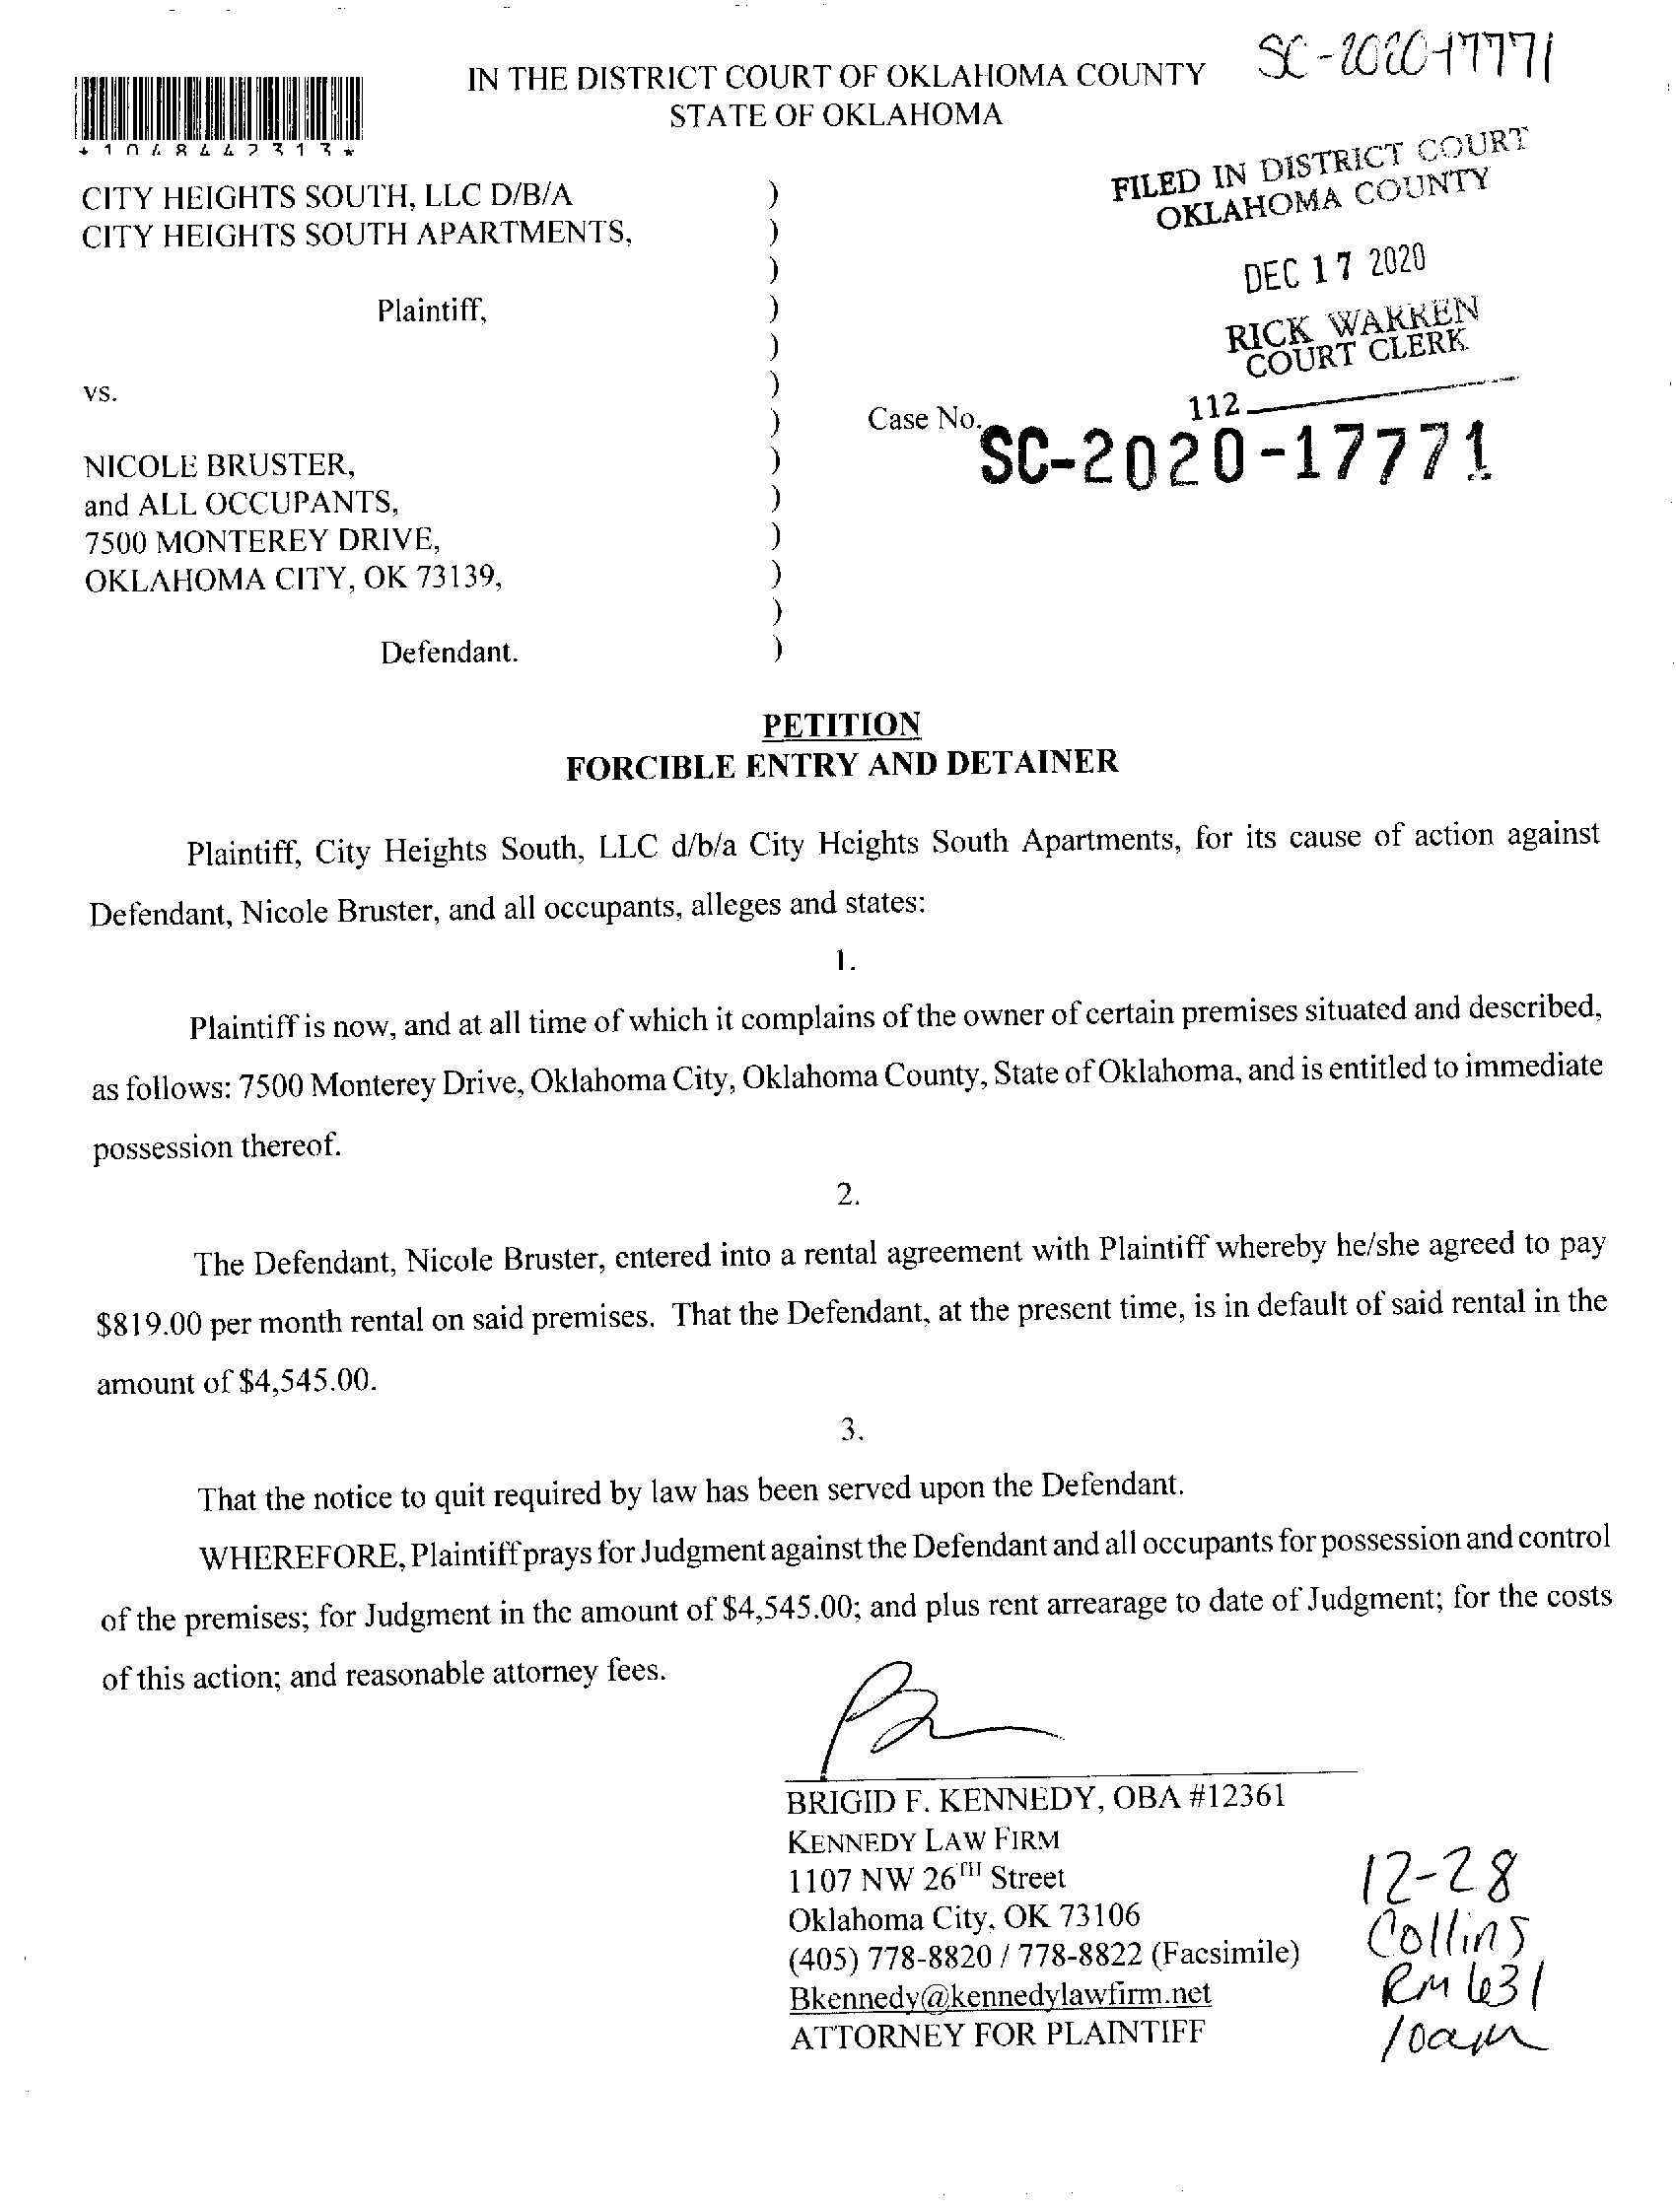 SC-2020-17771
IN THE DISTRICT COURT OF OKLAHOMA COUNTY
STATE OF OKLAHOMA
* 1 0 4 8 4 4 2 3 1 3 *
FILED IN DISTRICT COURT
OKLAHOMA COUNTY
DEC 17 2020
RICK WARREN
COURT CLERK
112
CITY HEIGHTS SOUTH, LLC D/B/A )
CITY HEIGHTS SOUTH APARTMENTS, )
)
Plaintiff, )
)
vs. )
) Case No. SC-2020-17771
NICOLE BRUSTER, )
and ALL OCCUPANTS, )
7500 MONTEREY DRIVE, )
OKLAHOMA CITY, OK 73139, )
)
Defendant. )
PETITION
FORCIBLE ENTRY AND DETAINER
Plaintiff, City Heights South, LLC d/b/a City Heights South Apartments, for its cause of action against
Defendant, Nicole Bruster, and all occupants, alleges and states:
1.
Plaintiff is now, and at all time of which it complains of the owner of certain premises situated and described,
as follows: 7500 Monterey Drive, Oklahoma City, Oklahoma County, State of Oklahoma, and is entitled to immediate
possession thereof.
2.
The Defendant, Nicole Bruster, entered into a rental agreement with Plaintiff whereby he/she agreed to pay
$819.00 per month rental on said premises. That the Defendant, at the present time, is in default of said rental in the
amount of $4,545.00.
3.
That the notice to quit required by law has been served upon the Defendant.
WHEREFORE, Plaintiff prays for Judgment against the Defendant and all occupants for possession and control
of the premises; for Judgment in the amount of $4,545.00; and plus rent arrearage to date of Judgment; for the costs
of this action; and reasonable attorney fees.
BRIGID F. KENNEDY, OBA #12361
KENNEDY LAW FIRM
1107 NW 26TH Street
Oklahoma City, OK 73106
(405) 778-8820 / 778-8822 (Facsimile)
Bkennedy@kennedylawfirm.net
ATTORNEY FOR PLAINTIFF
12-28
Collins
RM 631
10am